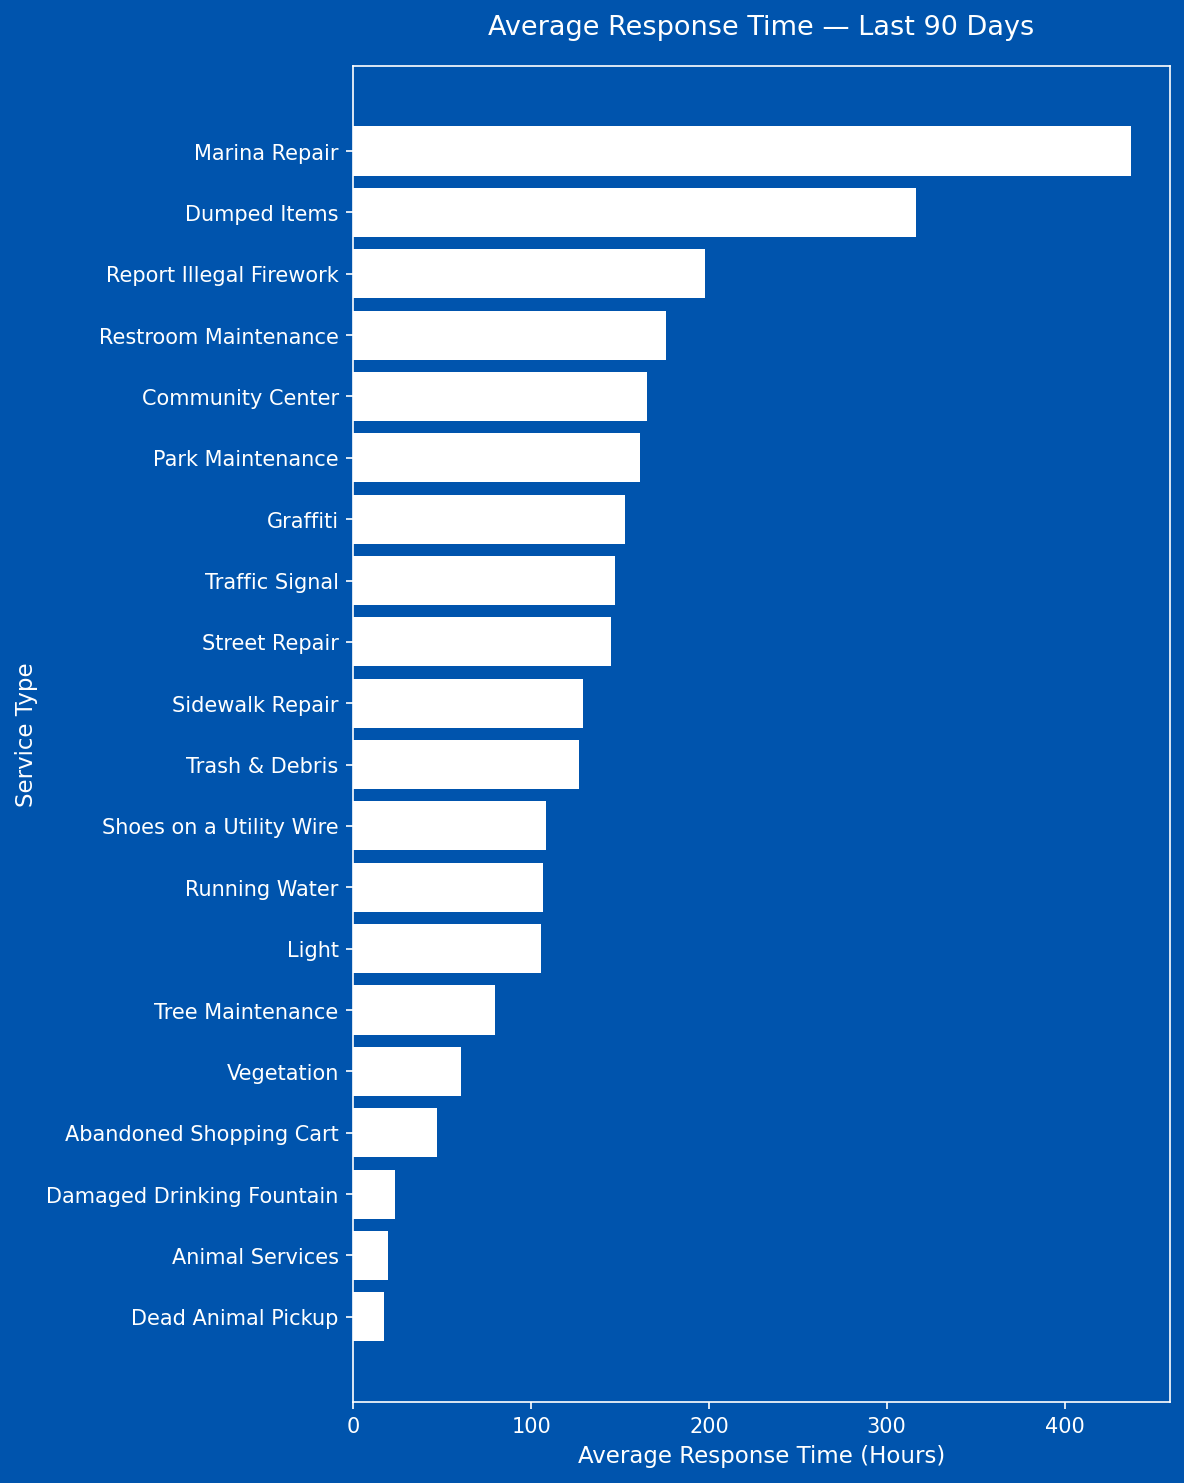 Average Response Time — Last 90 Days
Marina Repair
Dumped Items
Report Illegal Firework
Restroom Maintenance
Community Center
Park Maintenance
Graffiti
Traffic Signal
Street Repair
Sidewalk Repair
Trash & Debris
Shoes on a Utility Wire
Running Water
Light
Tree Maintenance
Vegetation
Abandoned Shopping Cart
Damaged Drinking Fountain
Animal Services
Dead Animal Pickup
Service Type
0 100 200 300 400
Average Response Time (Hours)